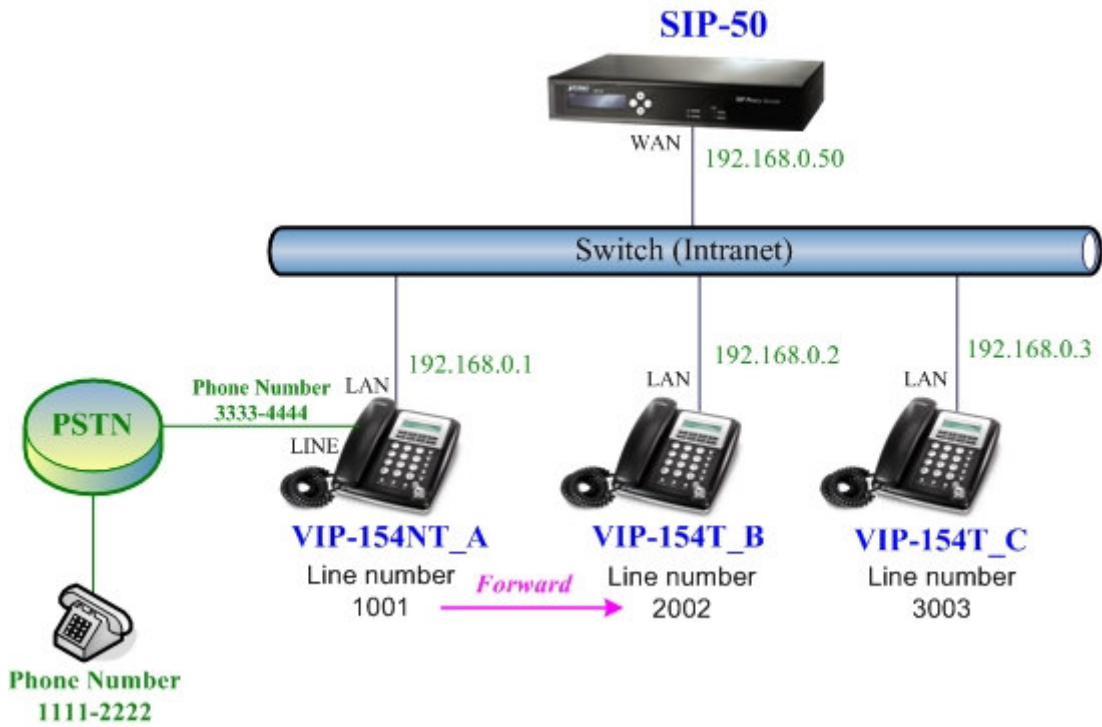 SIP-50
WAN
192.168.0.50
Switch (Intranet)
192.168.0.1
192.168.0.2
192.168.0.3
Phone Number
3333-4444
LAN
LAN
LAN
PSTN
LINE
VIP-154NT_A
VIP-154T_B
VIP-154T_C
Line number
1001
Forward
Line number
2002
Line number
3003
Phone Number
1111-2222